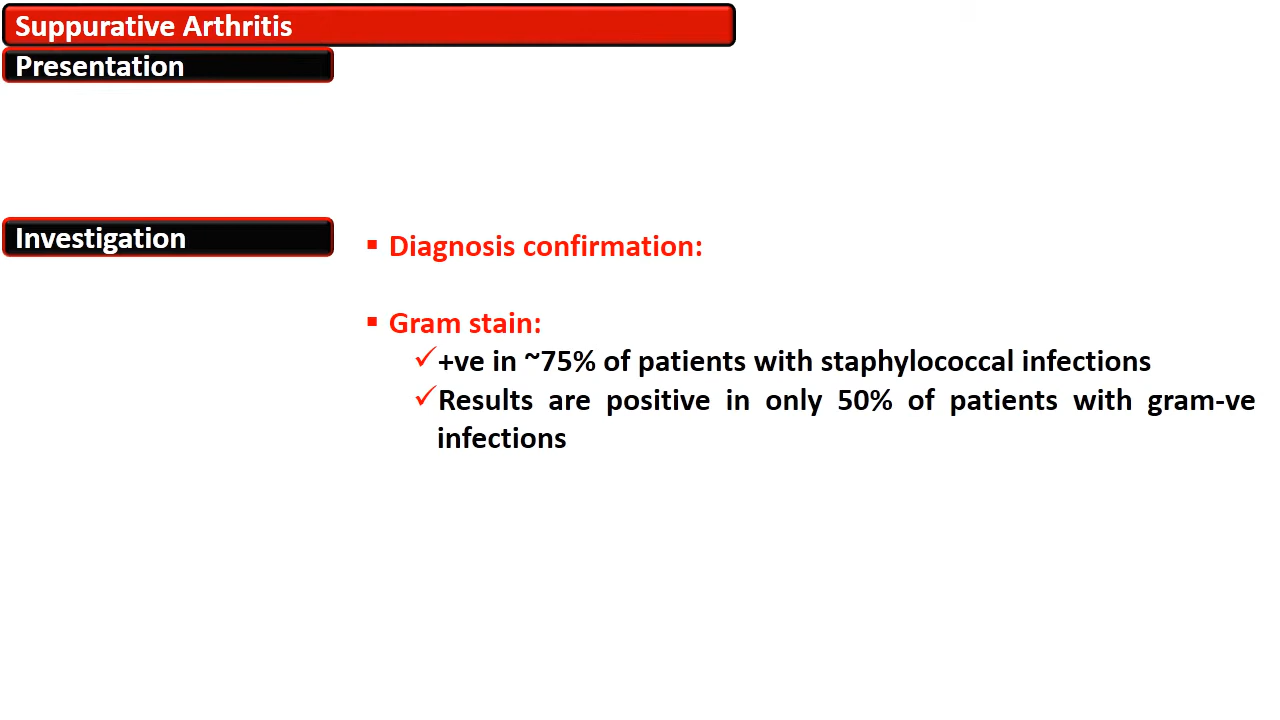 Suppurative Arthritis
Presentation
Investigation
▪ Diagnosis confirmation:
▪ Gram stain:
✓+ve in ~75% of patients with staphylococcal infections
✓Results are positive in only 50% of patients with gram-ve
infections